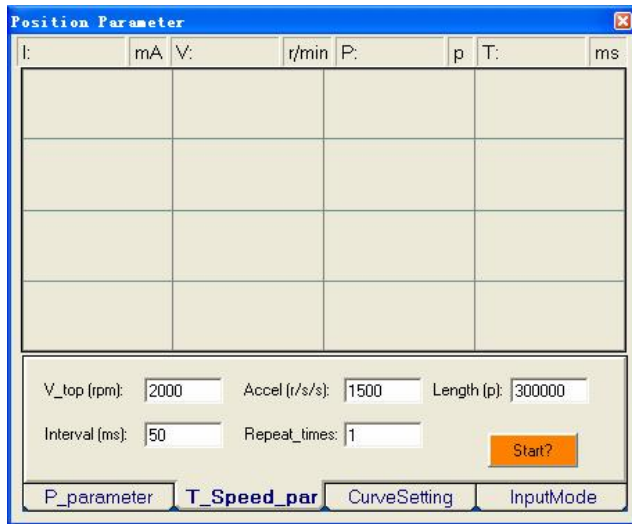 Position Parameter
I: mA V: r/min P: p T: ms
V_top (rpm): 2000 Accel (r/s/s): 1500 Length (p): 300000
Interval (ms): 50 Repeat_times: 1 Start?
P_parameter T_Speed_par CurveSetting InputMode